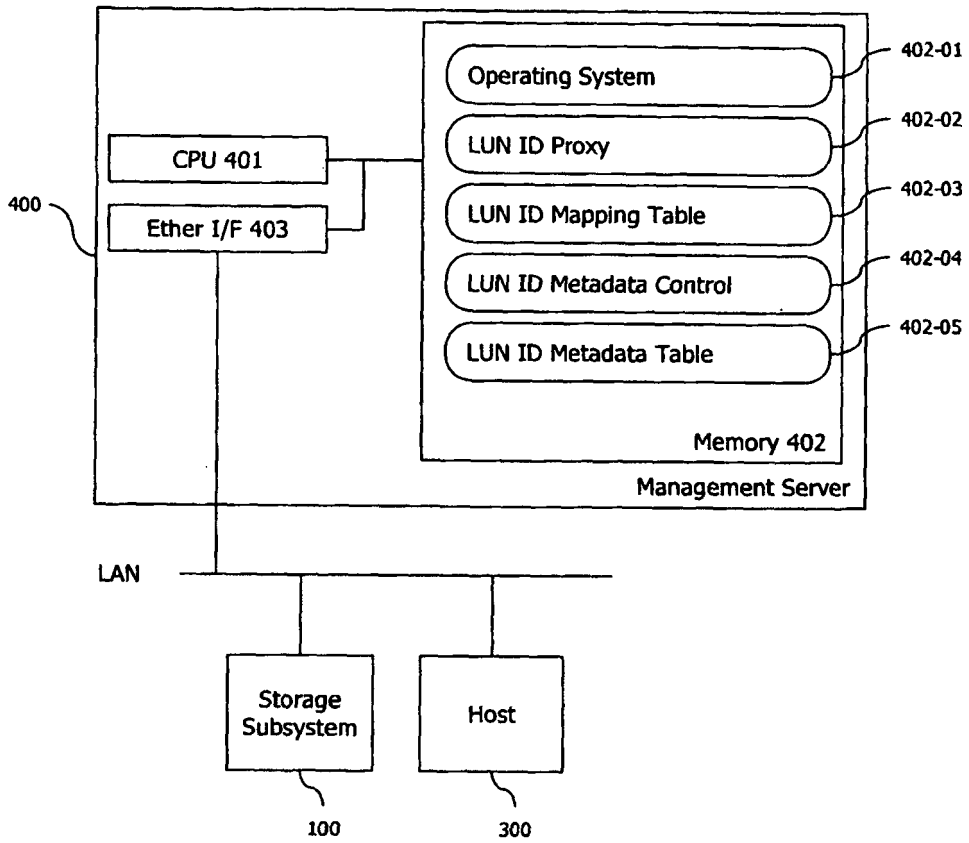 Operating System
402-01
LUN ID Proxy
402-02
CPU 401
LUN ID Mapping Table
402-03
400
Ether I/F 403
LUN ID Metadata Control
402-04
LUN ID Metadata Table
402-05
Memory 402
Management Server
LAN
Storage
Subsystem
Host
100
300